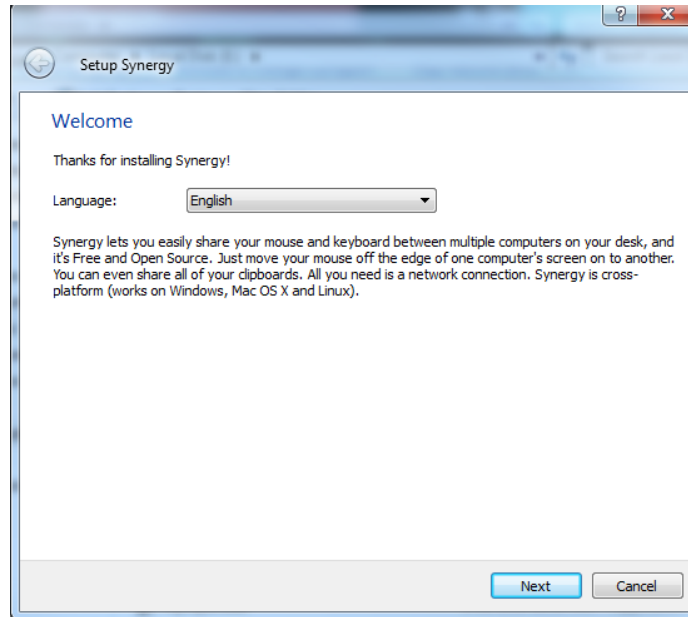 Setup Synergy
Welcome
Thanks for installing Synergy!
Language: English
Synergy lets you easily share your mouse and keyboard between multiple computers on your desk, and
it's Free and Open Source. Just move your mouse off the edge of one computer's screen on to another.
You can even share all of your clipboards. All you need is a network connection. Synergy is cross-
platform (works on Windows, Mac OS X and Linux).
Next Cancel